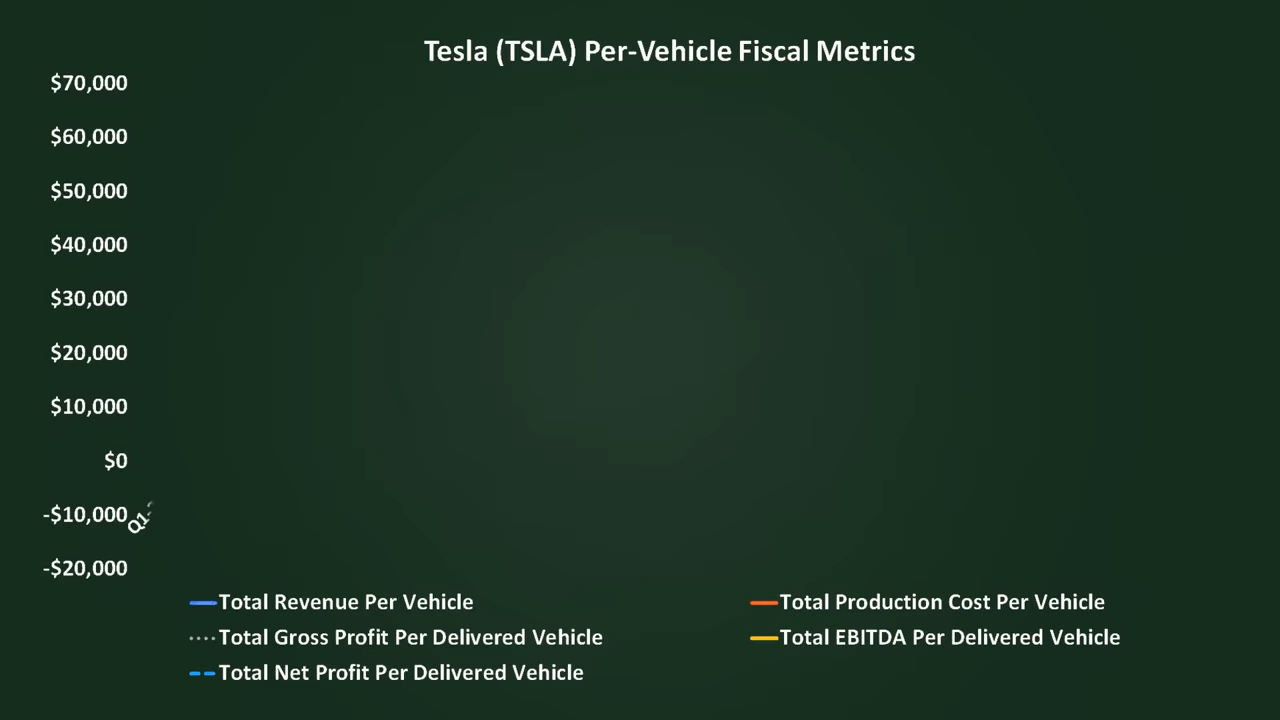 Tesla (TSLA) Per-Vehicle Fiscal Metrics
$70,000
$60,000
$50,000
$40,000
$30,000
$20,000
$10,000
$0
-$10,000
Q1
-$20,000
Total Revenue Per Vehicle
Total Production Cost Per Vehicle
Total Gross Profit Per Delivered Vehicle
Total EBITDA Per Delivered Vehicle
Total Net Profit Per Delivered Vehicle